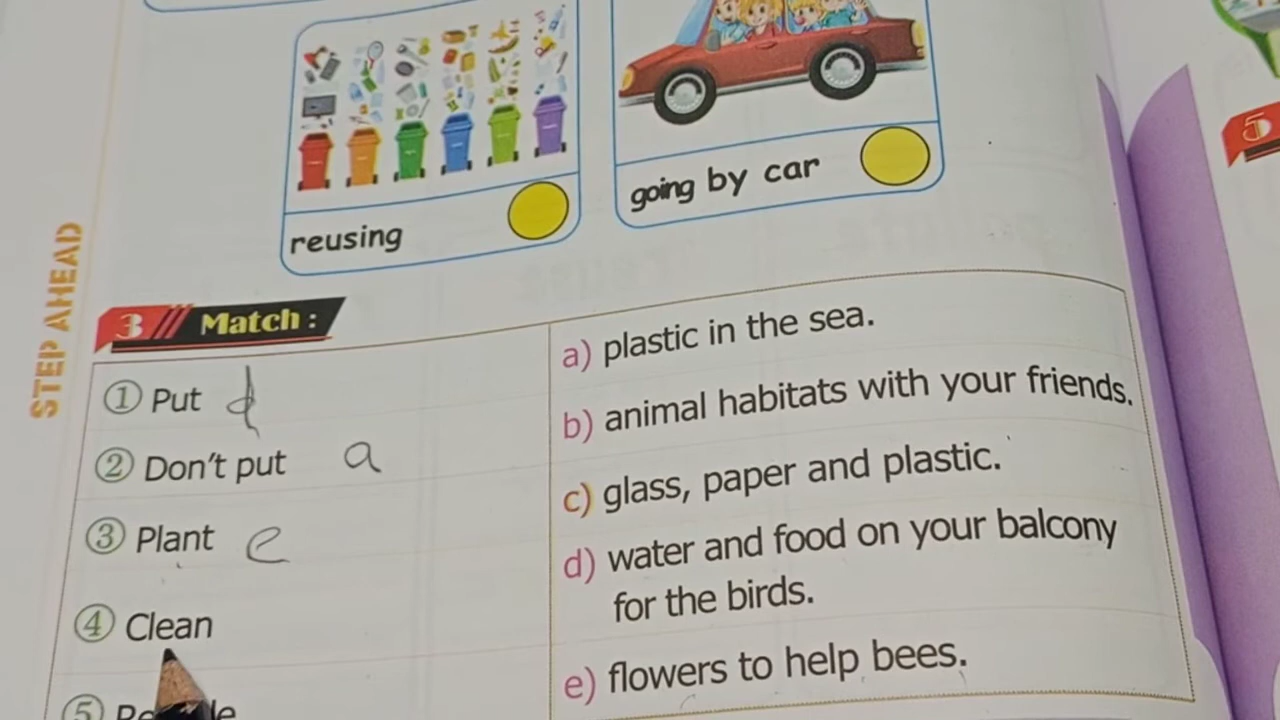 reusing
going by car
5
STEP AHEAD
3 Match :
① Put d
② Don't put a
③ Plant e
④ Clean
⑤
a) plastic in the sea.
b) animal habitats with your friends.
c) glass, paper and plastic.
d) water and food on your balcony
for the birds.
e) flowers to help bees.